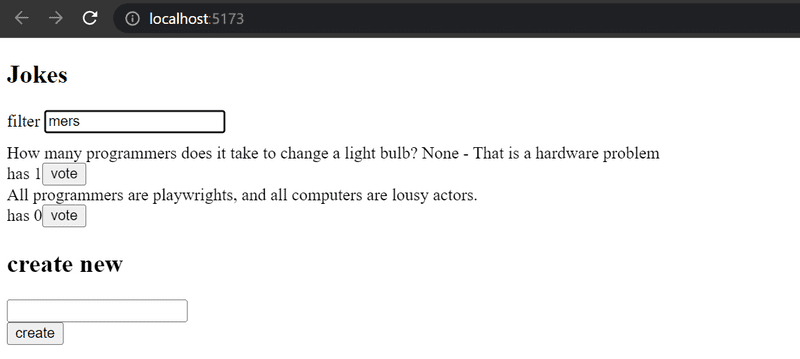 localhost:5173
Jokes
filter mers
How many programmers does it take to change a light bulb? None - That is a hardware problem
has 1 vote
All programmers are playwrights, and all computers are lousy actors.
has 0 vote
create new
create